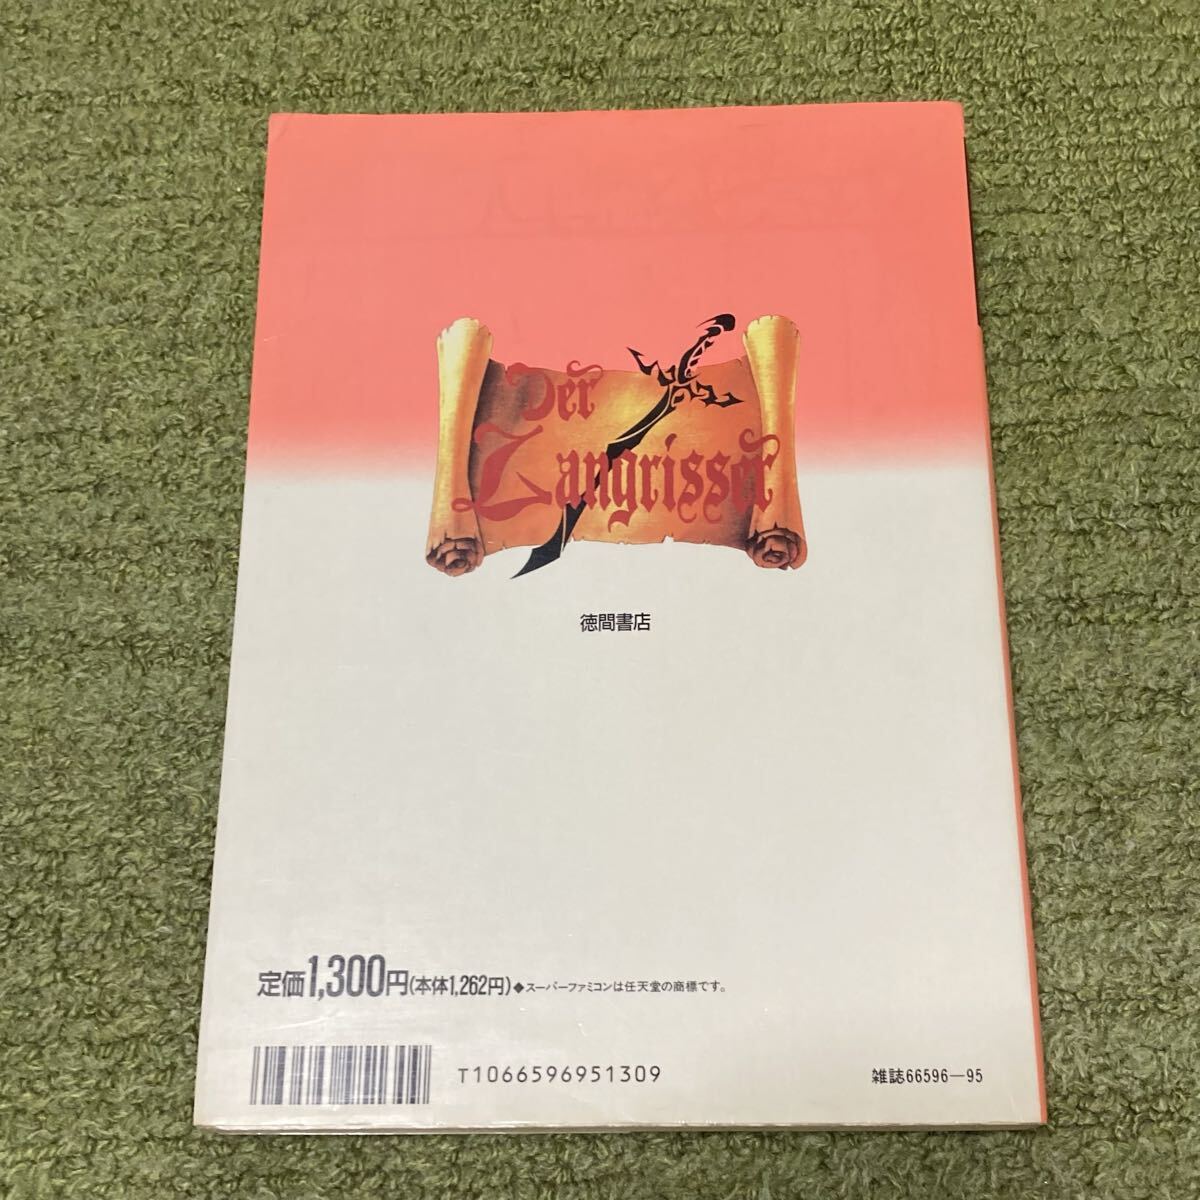 Der
Langrisser
徳間書店
定価1,300円(本体1,262円)◆スーパーファミコンは任天堂の商標です。
T1066596951309
雑誌66596—95